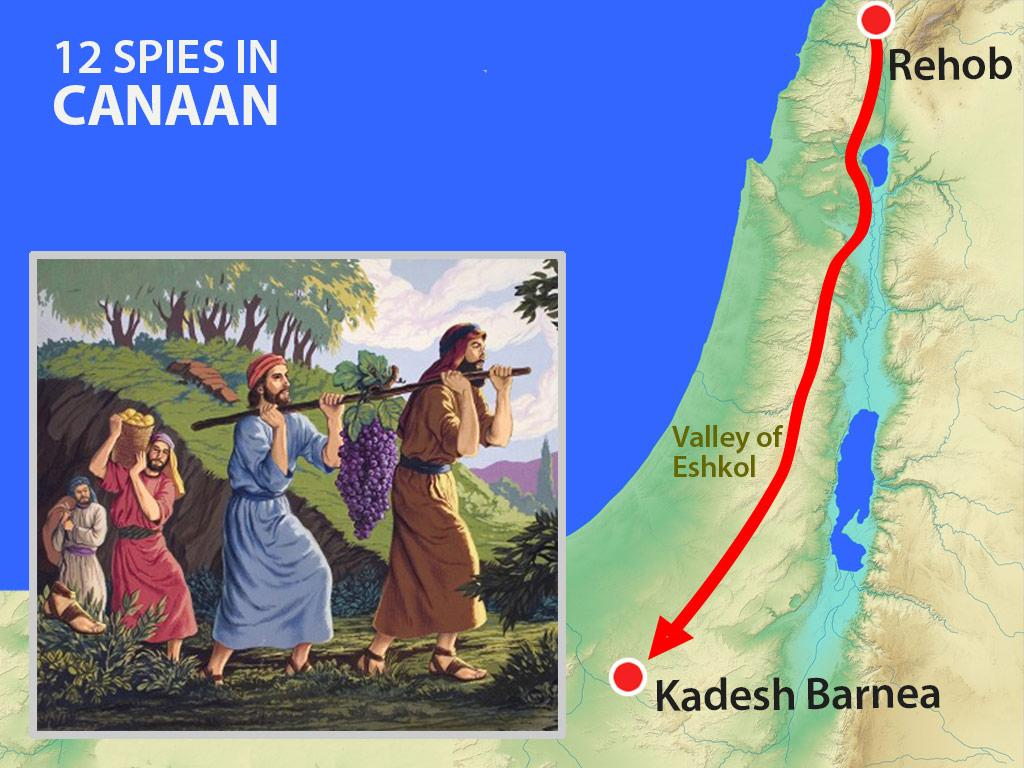 12 SPIES IN
CANAAN
Rehob
Valley of
Eshkol
Kadesh Barnea